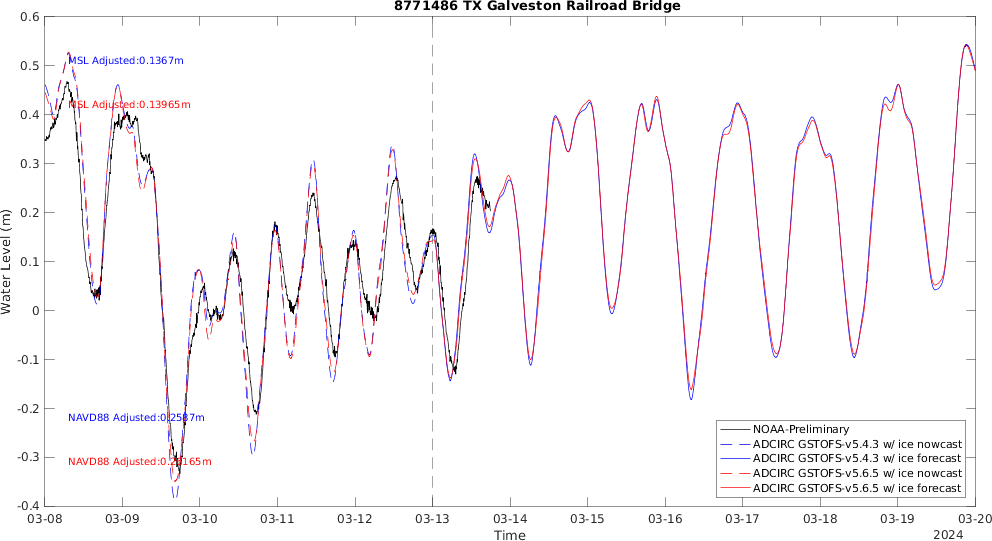 8771486 TX Galveston Railroad Bridge
0.6
0.5
0.4
0.3
0.2
0.1
0
-0.1
-0.2
-0.3
-0.4
Water Level (m)
MSL Adjusted:0.1367m
MSL Adjusted:0.13965m
NAVD88 Adjusted:0.2587m
NAVD88 Adjusted:
NOAA-Preliminary
ADCIRC GSTOFS-v5.4.3 w/ ice nowcast
ADCIRC GSTOFS-v5.4.3 w/ ice forecast
ADCIRC GSTOFS-v5.6.5 w/ ice nowcast
ADCIRC GSTOFS-v5.6.5 w/ ice forecast
03-08 03-09 03-10 03-11 03-12 03-13 03-14 03-15 03-16 03-17 03-18 03-19 03-20
Time
2024